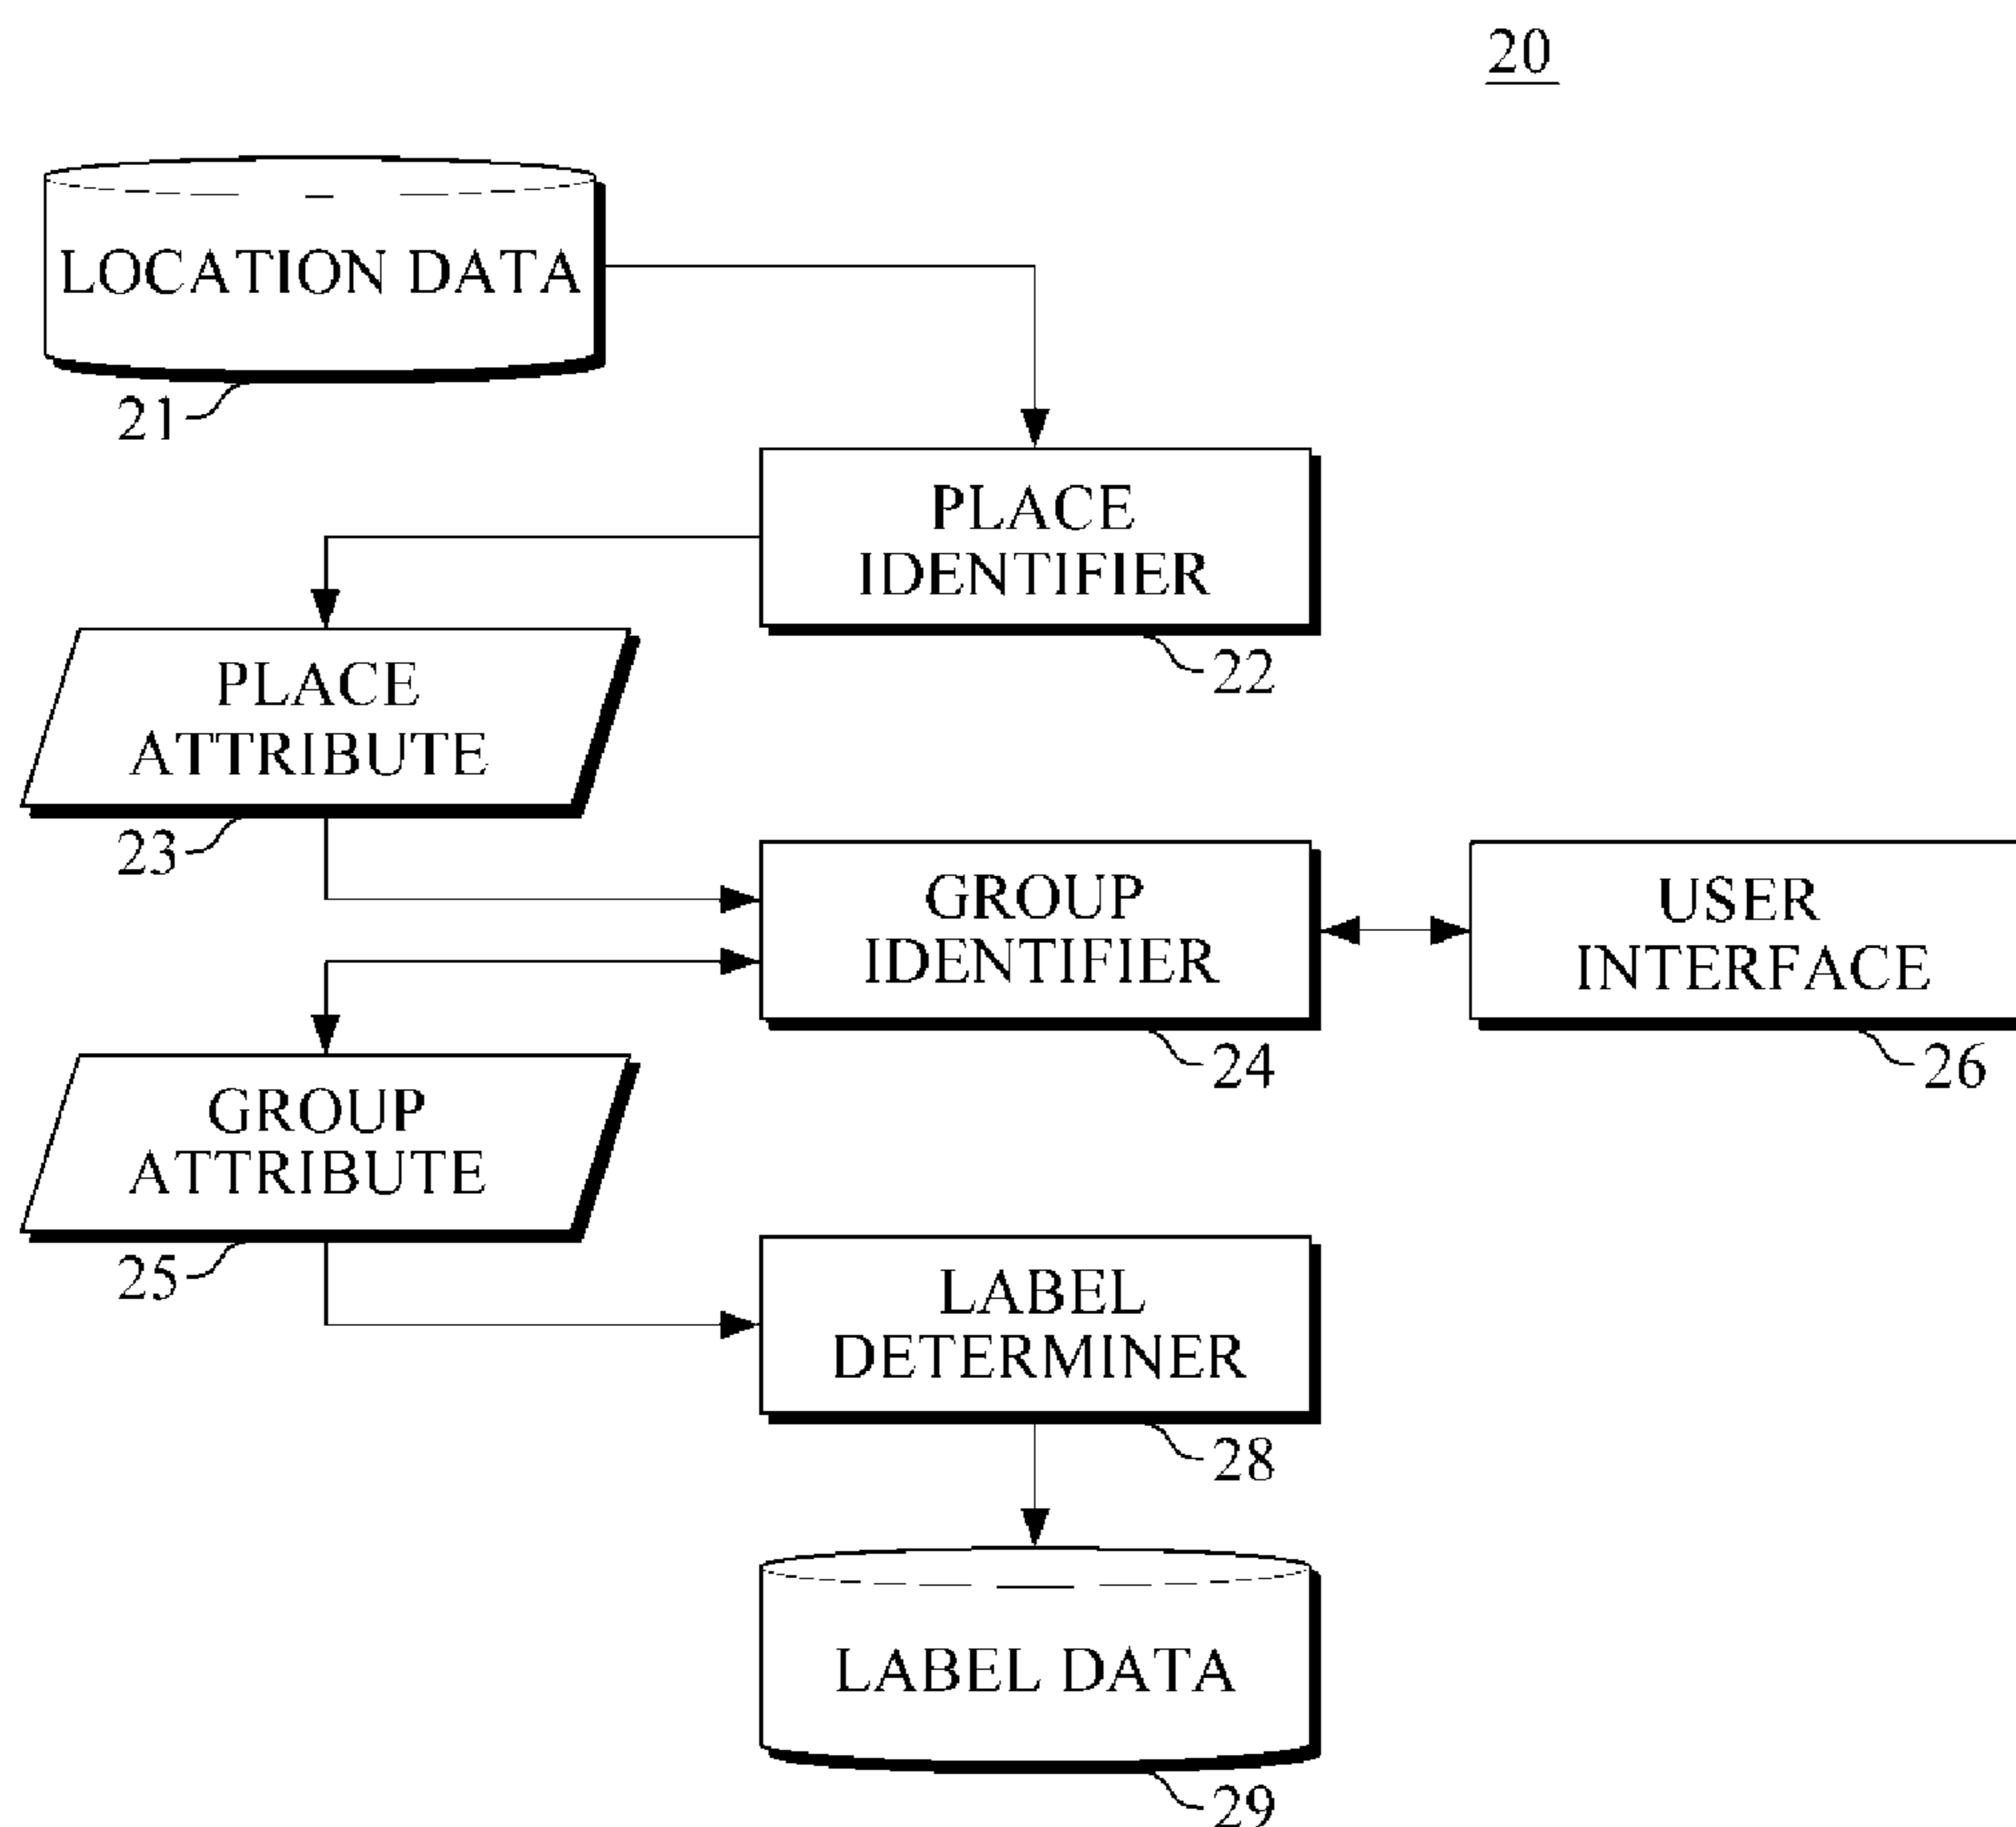 20
LOCATION DATA
21
PLACE
IDENTIFIER
22
PLACE
ATTRIBUTE
23
GROUP
IDENTIFIER
24
USER
INTERFACE
26
GROUP
ATTRIBUTE
25
LABEL
DETERMINER
28
LABEL DATA
29